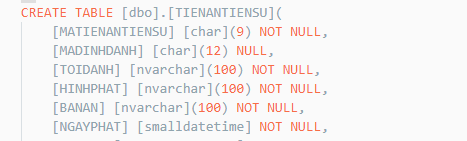 CREATE TABLE [dbo].[TIENANTIENSU](
[MATIENANTIENSU] [char](9) NOT NULL,
[MADINHDANH] [char](12) NULL,
[TOIDANH] [nvarchar](100) NOT NULL,
[HINHPHAT] [nvarchar](100) NOT NULL,
[BANAN] [nvarchar](100) NOT NULL,
[NGAYPHAT] [smalldatetime] NOT NULL,